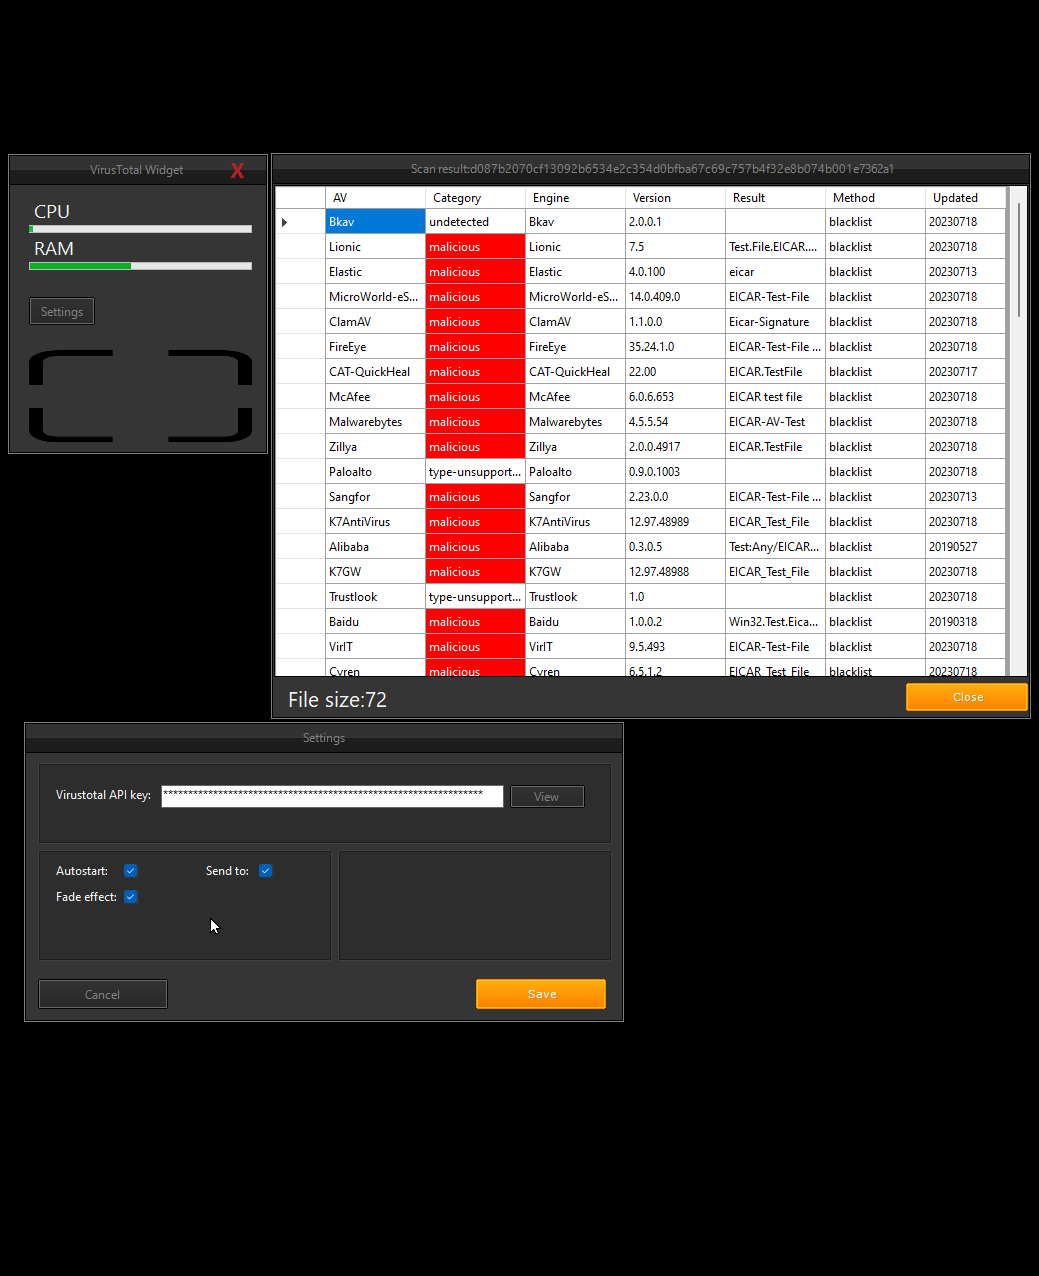 VirusTotal Widget X
CPU
RAM
Settings
Scan result:d087b2070cf13092b6534e2c354d0bfba67c69c757b4f32e8b074b001e7362a1
AV Category Engine Version Result Method Updated
Bkav undetected Bkav 2.0.0.1 blacklist 20230718
Lionic malicious Lionic 7.5 Test.File.EICAR.... blacklist 20230718
Elastic malicious Elastic 4.0.100 eicar blacklist 20230713
MicroWorld-eS... malicious MicroWorld-eS... 14.0.409.0 EICAR-Test-File blacklist 20230718
ClamAV malicious ClamAV 1.1.0.0 Eicar-Signature blacklist 20230718
FireEye malicious FireEye 35.24.1.0 EICAR-Test-File ... blacklist 20230718
CAT-QuickHeal malicious CAT-QuickHeal 22.00 EICAR.TestFile blacklist 20230717
McAfee malicious McAfee 6.0.6.653 EICAR test file blacklist 20230718
Malwarebytes malicious Malwarebytes 4.5.5.54 EICAR-AV-Test blacklist 20230718
Zillya malicious Zillya 2.0.0.4917 EICAR.TestFile blacklist 20230718
Paloalto type-unsupport... Paloalto 0.9.0.1003 blacklist 20230718
Sangfor malicious Sangfor 2.23.0.0 EICAR-Test-File ... blacklist 20230713
K7AntiVirus malicious K7AntiVirus 12.97.48989 EICAR_Test_File blacklist 20230718
Alibaba malicious Alibaba 0.3.0.5 Test:Any/EICAR... blacklist 20190527
K7GW malicious K7GW 12.97.48988 EICAR_Test_File blacklist 20230718
Trustlook type-unsupport... Trustlook 1.0 blacklist 20230718
Baidu malicious Baidu 1.0.0.2 Win32.Test.Eica... blacklist 20190318
VirIT malicious VirIT 9.5.493 EICAR-Test-File blacklist 20230718
Cyren malicious Cyren 6.5.1.2 EICAR_Test_File blacklist 20230718
File size:72
Close
Settings
Virustotal API key: **************************************************************** View
Autostart: Send to:
Fade effect:
Cancel Save